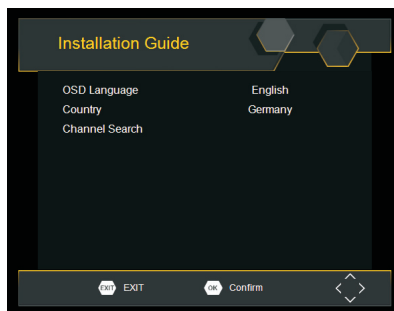 Installation Guide
OSD Language English
Country Germany
Channel Search
EXIT EXIT OK Confirm